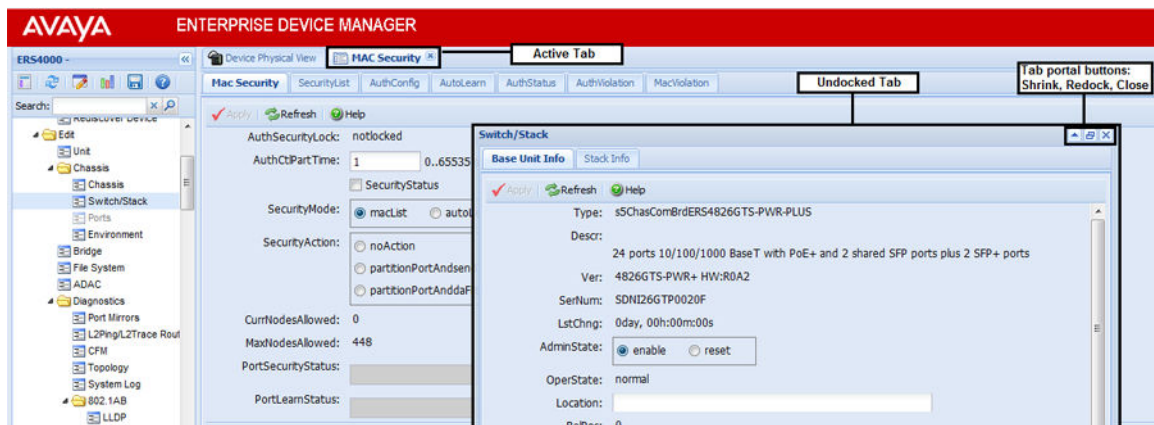 AVAYA
ENTERPRISE DEVICE MANAGER
ERS4000 -
Search:
Rediscover Device
Edit
Unit
Chassis
Chassis
Switch/Stack
Ports
Environment
Bridge
File System
ADAC
Diagnostics
Port Mirrors
L2Ping/L2Trace Rout
CFM
Topology
System Log
802.1AB
LLDP
Device Physical View
MAC Security
Active Tab
Mac Security SecurityList AuthConfig AutoLearn AuthStatus AuthViolation MacViolation
Undocked Tab
Tab portal buttons:
Shrink, Redock, Close
Apply Refresh Help
AuthSecurityLock: notlocked
AuthCtlPartTime: 1 0..65535
SecurityStatus
SecurityMode: macList autoL
SecurityAction: noAction
partitionPortAndsen
partitionPortAnddaF
CurrNodesAllowed: 0
MaxNodesAllowed: 448
PortSecurityStatus:
PortLearnStatus:
Switch/Stack
Base Unit Info Stack Info
Apply Refresh Help
Type: s5ChasComBrdERS4826GTS-PWR-PLUS
Descr:
24 ports 10/100/1000 BaseT with PoE+ and 2 shared SFP ports plus 2 SFP+ ports
Ver: 4826GTS-PWR+ HW:R0A2
SerNum: SDNI26GTP0020F
LstChng: 0day, 00h:00m:00s
AdminState: enable reset
OperState: normal
Location:
RelPos: 0